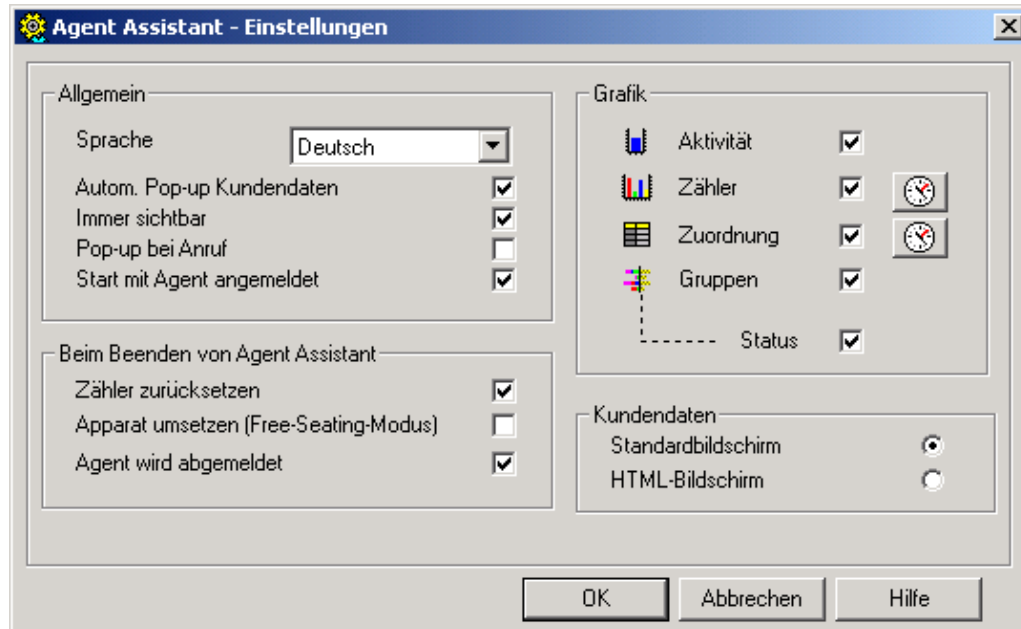 Agent Assistant - Einstellungen
Allgemein
Sprache
Deutsch
Autom. Pop-up Kundendaten
Immer sichtbar
Pop-up bei Anruf
Start mit Agent angemeldet
Beim Beenden von Agent Assistant
Zähler zurücksetzen
Apparat umsetzen (Free-Seating-Modus)
Agent wird abgemeldet
Grafik
Aktivität
Zähler
Zuordnung
Gruppen
Status
Kundendaten
Standardbildschirm
HTML-Bildschirm
OK
Abbrechen
Hilfe